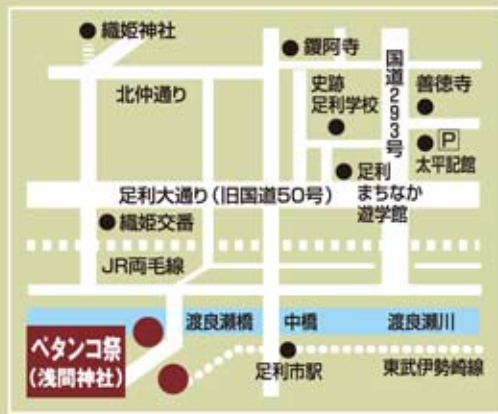 織姫神社
鑁阿寺
国道293号
善徳寺
史跡
足利学校
北仲通り
P
太平記館
足利
まちなか
遊学館
足利大通り(旧国道50号)
織姫交番
JR両毛線
渡良瀬橋
中橋
渡良瀬川
ペタンコ祭
(浅間神社)
足利市駅
東武伊勢崎線